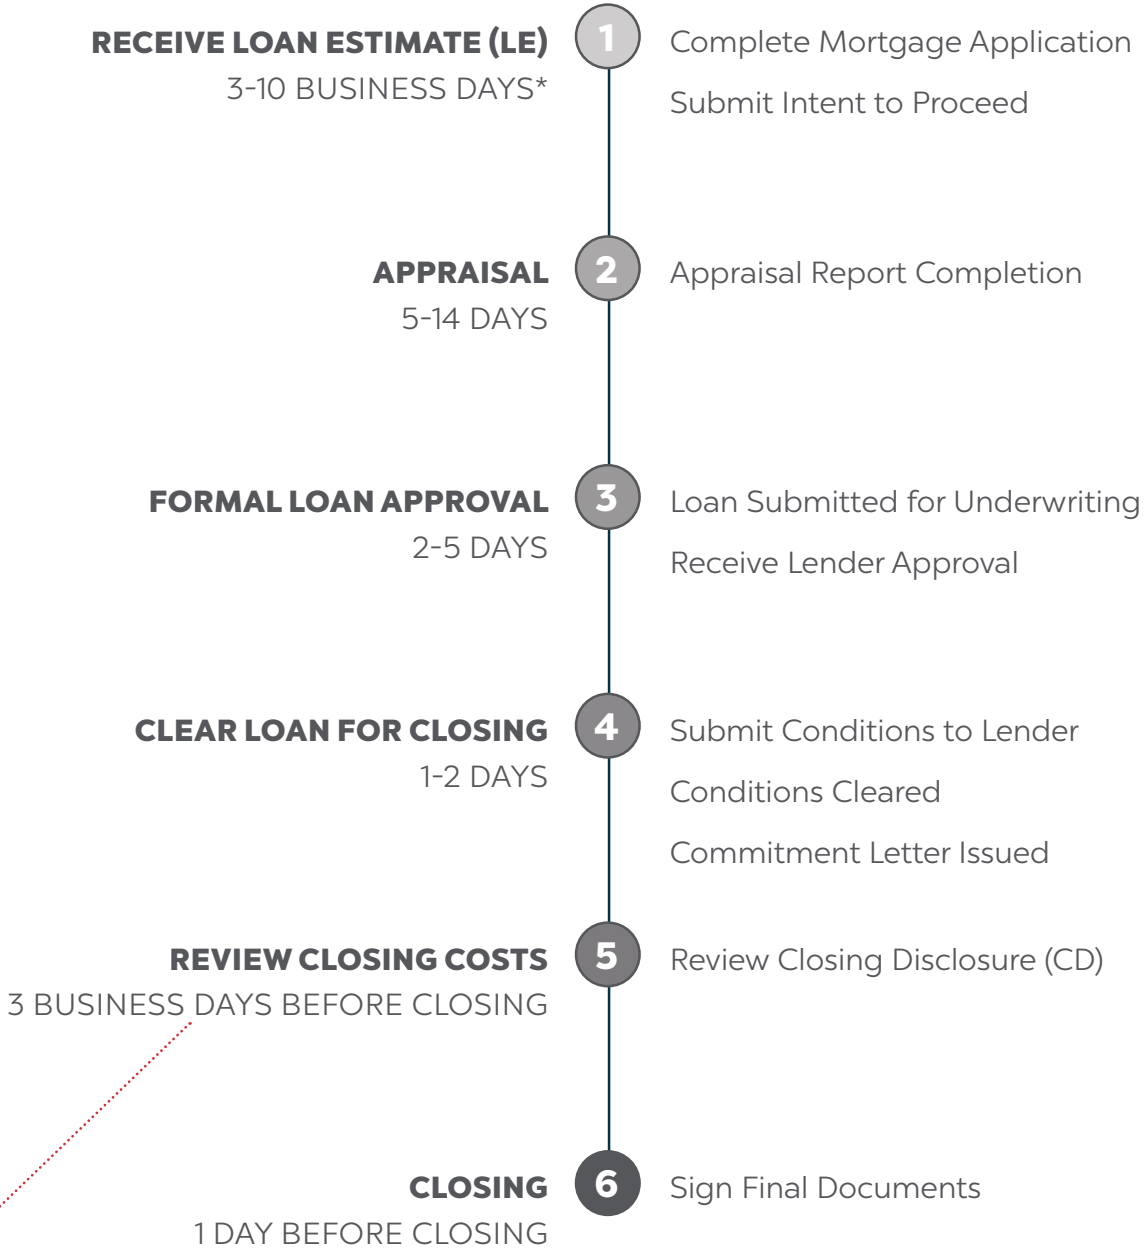 RECEIVE LOAN ESTIMATE (LE)
3-10 BUSINESS DAYS*
1
Complete Mortgage Application
Submit Intent to Proceed
APPRAISAL
5-14 DAYS
2
Appraisal Report Completion
FORMAL LOAN APPROVAL
2-5 DAYS
3
Loan Submitted for Underwriting
Receive Lender Approval
CLEAR LOAN FOR CLOSING
1-2 DAYS
4
Submit Conditions to Lender
Conditions Cleared
Commitment Letter Issued
REVIEW CLOSING COSTS
3 BUSINESS DAYS BEFORE CLOSING
5
Review Closing Disclosure (CD)
CLOSING
1 DAY BEFORE CLOSING
6
Sign Final Documents